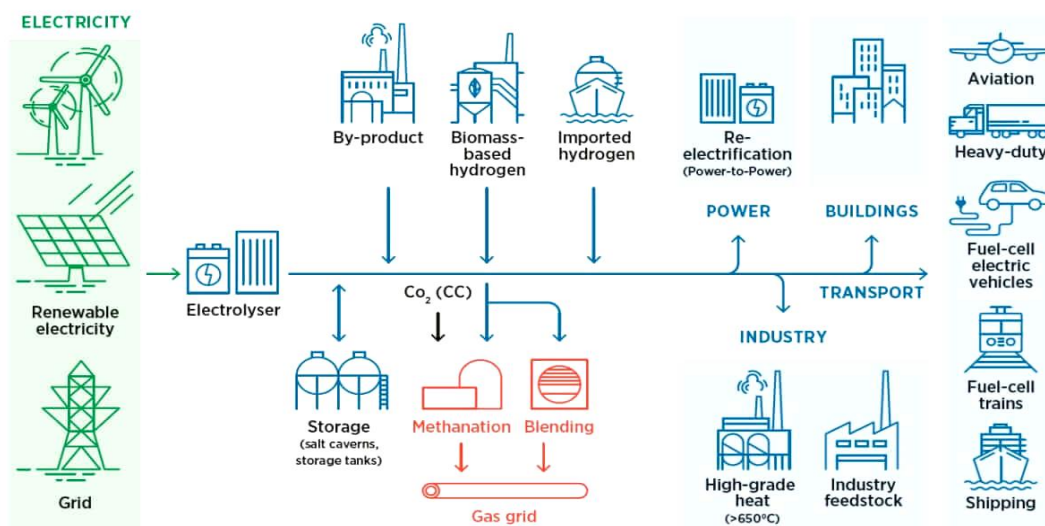 ELECTRICITY
Renewable
electricity
Grid
Electrolyser
By-product
Biomass-
based
hydrogen
Imported
hydrogen
Storage
(salt caverns,
storage tanks)
Co₂ (CC)
Methanation
Blending
Gas grid
Re-
electrification
(Power-to-Power)
POWER
BUILDINGS
TRANSPORT
INDUSTRY
High-grade
heat
(>650°C)
Industry
feedstock
Aviation
Heavy-duty
Fuel-cell
electric
vehicles
Fuel-cell
trains
Shipping